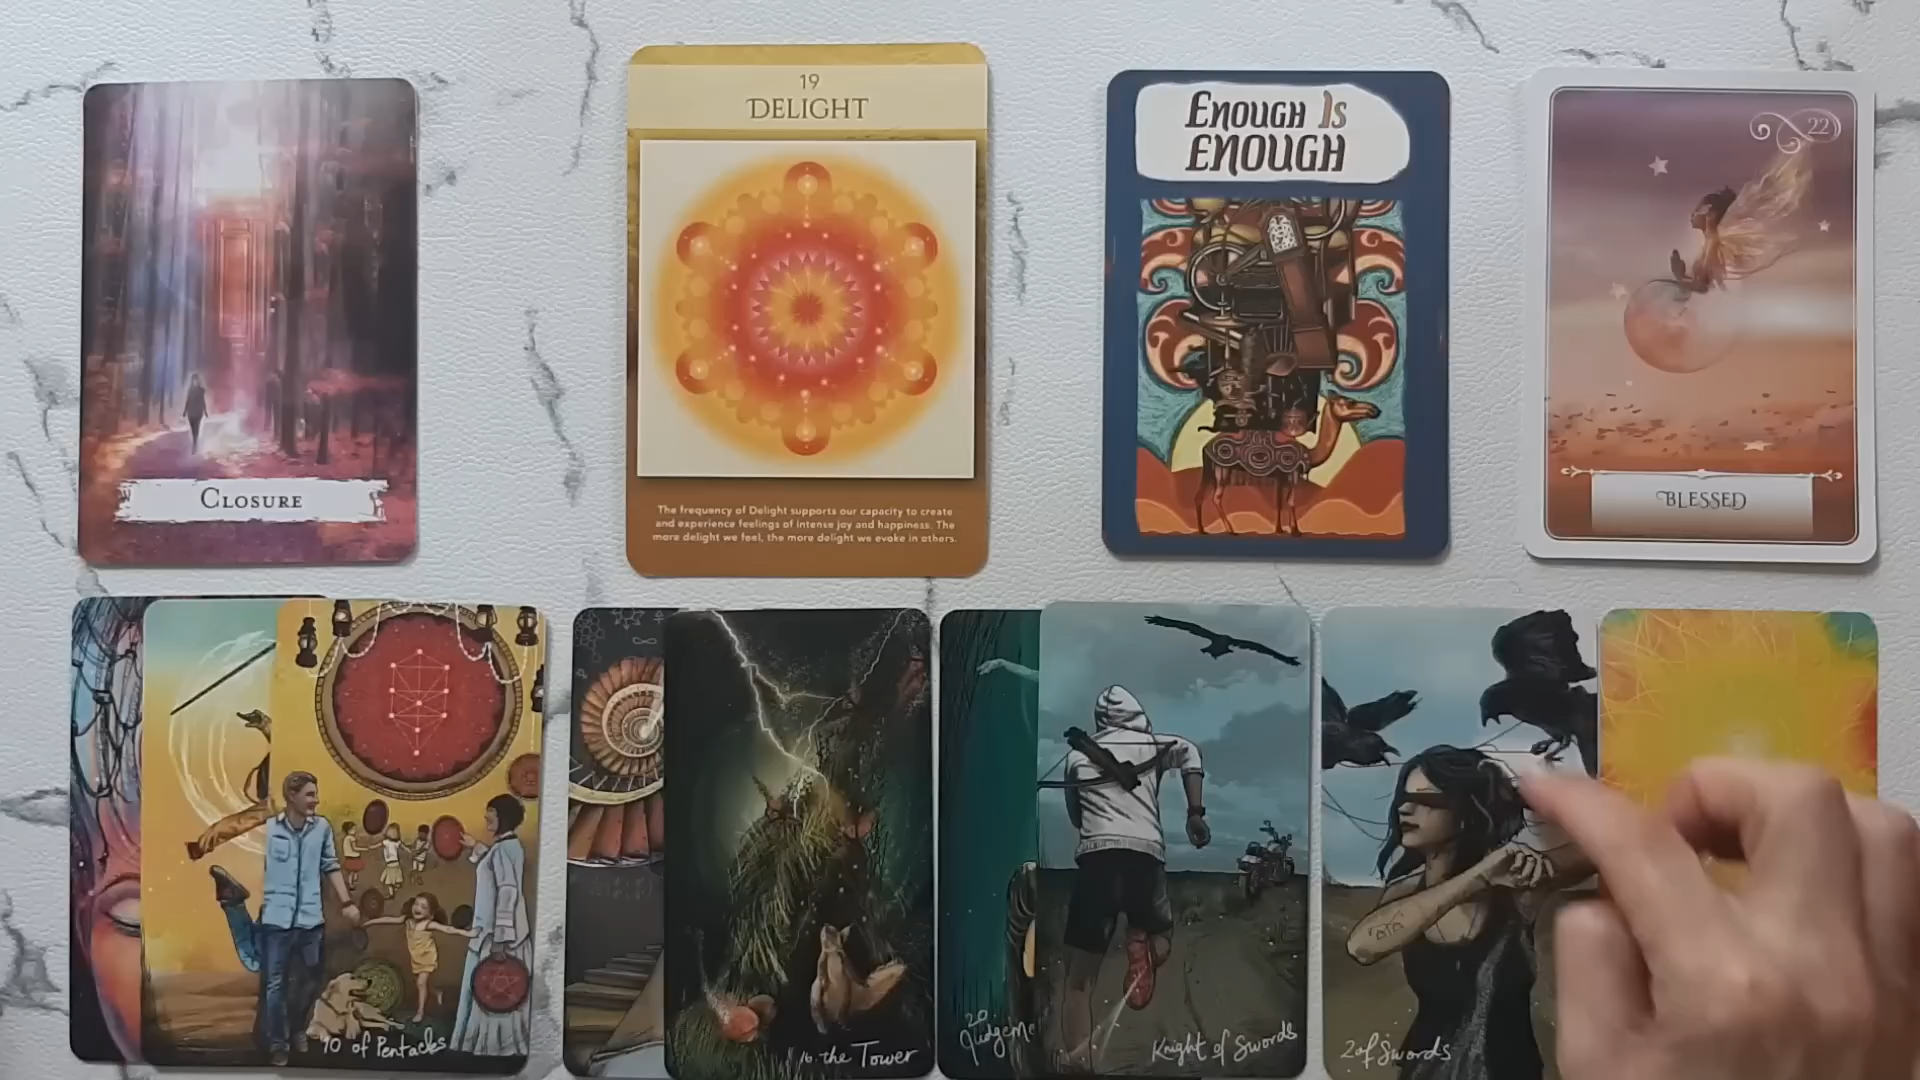 Closure
19
DELIGHT
The frequency of Delight supports our capacity to create
and experience feelings of intense joy and happiness. The
more delight we feel, the more delight we evoke in others.
Enough Is
ENOUGH
22
BLESSED
10 of Pentacles
16. the Tower
20
Judgeme
Knight of Swords
2 of Swords